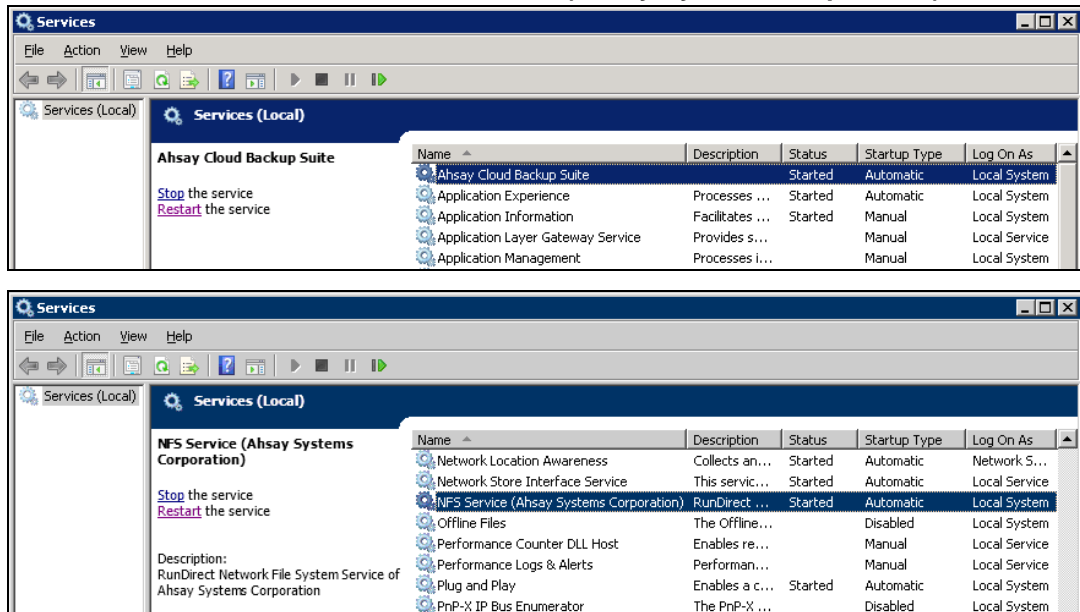 Services
File Action View Help
Services (Local)
Services (Local)
Ahsay Cloud Backup Suite
Stop the service
Restart the service
Name Description Status Startup Type Log On As
Ahsay Cloud Backup Suite Started Automatic Local System
Application Experience Processes ... Started Automatic Local System
Application Information Facilitates ... Started Manual Local System
Application Layer Gateway Service Provides s... Manual Local Service
Application Management Processes i... Manual Local System
Services
File Action View Help
Services (Local)
Services (Local)
NFS Service (Ahsay Systems
Corporation)
Stop the service
Restart the service
Description:
RunDirect Network File System Service of
Ahsay Systems Corporation
Name Description Status Startup Type Log On As
Network Location Awareness Collects an... Started Automatic Network S...
Network Store Interface Service This servic... Started Automatic Local Service
NFS Service (Ahsay Systems Corporation) RunDirect ... Started Automatic Local System
Offline Files The Offline... Disabled Local System
Performance Counter DLL Host Enables re... Manual Local Service
Performance Logs & Alerts Performan... Manual Local Service
Plug and Play Enables a c... Started Automatic Local System
PnP-X IP Bus Enumerator The PnP-X ... Disabled Local System